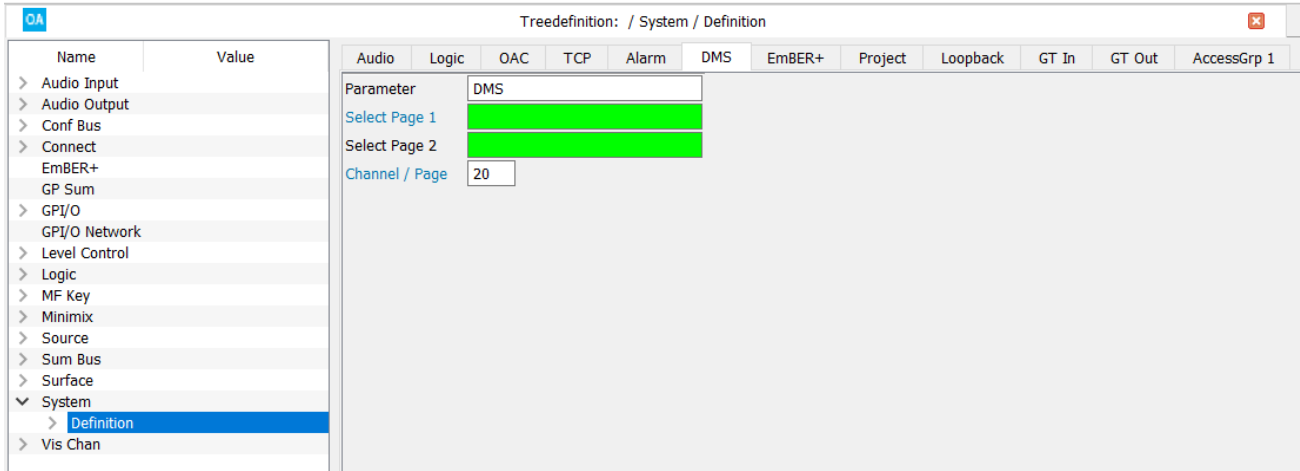 OA Treedefinition: / System / Definition
Name Value
Audio Input
Audio Output
Conf Bus
Connect
EmBER+
GP Sum
GPI/O
GPI/O Network
Level Control
Logic
MF Key
Minimix
Source
Sum Bus
Surface
System
Definition
Vis Chan
Audio Logic OAC TCP Alarm DMS EmBER+ Project Loopback GT In GT Out AccessGrp 1
Parameter DMS
Select Page 1
Select Page 2
Channel / Page 20